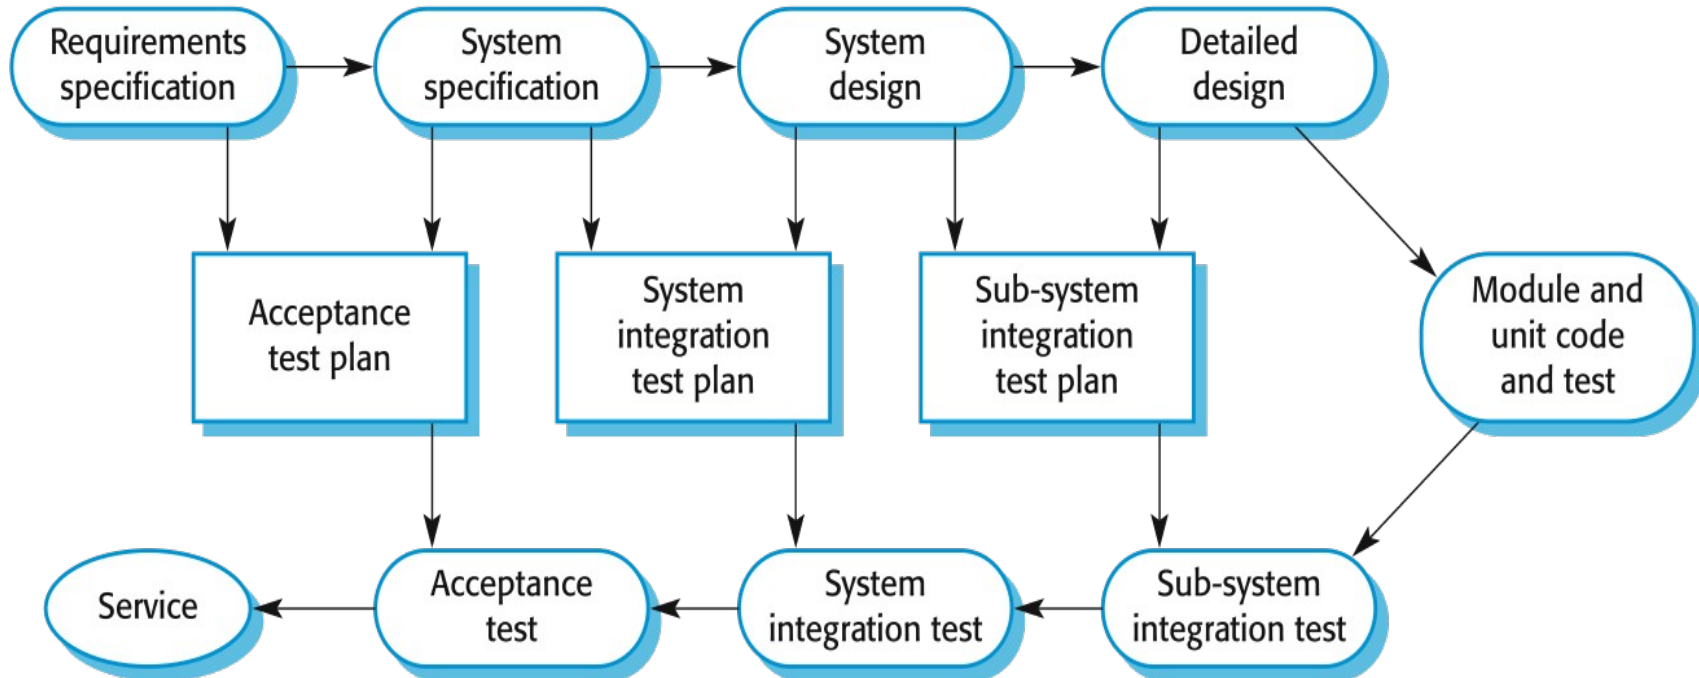 Requirements
specification
System
specification
System
design
Detailed
design
Acceptance
test plan
System
integration
test plan
Sub-system
integration
test plan
Module and
unit code
and test
Service
Acceptance
test
System
integration test
Sub-system
integration test